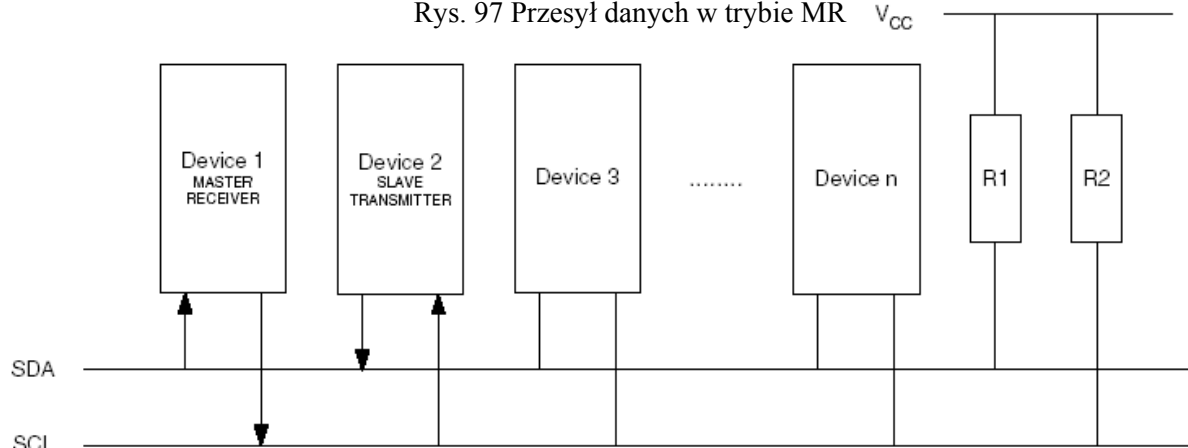 Rys. 97 Przesył danych w trybie MR
VCC
Device 1
MASTER
RECEIVER
Device 2
SLAVE
TRANSMITTER
Device 3
........
Device n
R1
R2
SDA
SCL